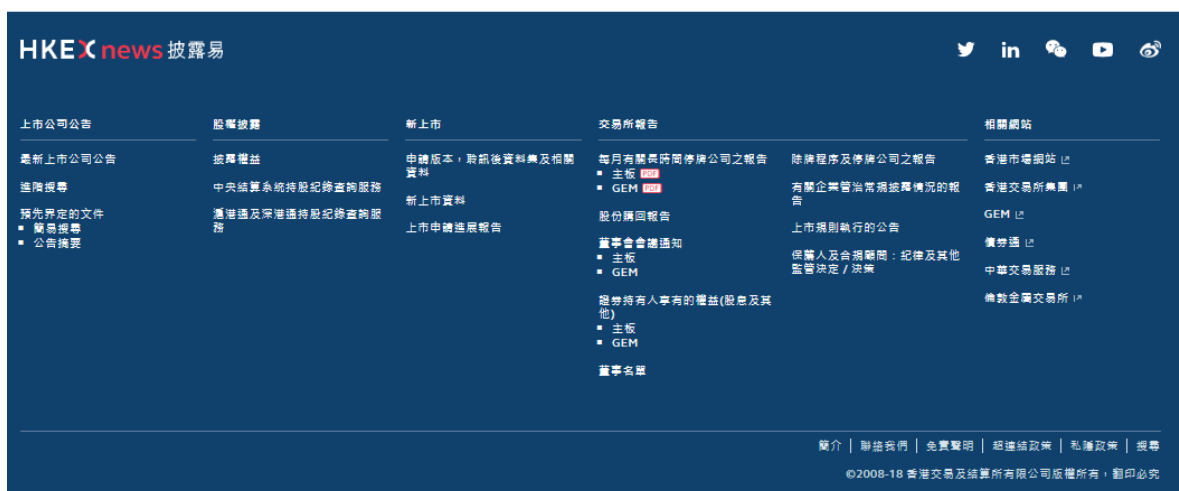 HKEX news 披露易
上市公司公告
最新上市公司公告
進階搜尋
預先界定的文件
▪ 簡易搜尋
▪ 公告摘要
股權披露
披露權益
中央結算系統持股紀錄查詢服務
滬港通及深港通持股紀錄查詢服
務
新上市
申請版本，聆訊後資料集及相關
資料
新上市資料
上市申請進展報告
交易所報告
每月有關長時間停牌公司之報告
▪ 主板 PDF
▪ GEM PDF
股份購回報告
董事會會議通知
▪ 主板
▪ GEM
證券持有人享有的權益(股息及其
他)
▪ 主板
▪ GEM
董事名單
除牌程序及停牌公司之報告
有關企業管治常規披露情況的報
告
上市規則執行的公告
保薦人及合規顧問：紀律及其他
監管決定 / 決策
相關網站
香港市場網站
香港交易所集團
GEM
債券通
中華交易服務
倫敦金屬交易所
簡介 | 聯絡我們 | 免責聲明 | 超連結政策 | 私隱政策 | 搜尋
©2008-18 香港交易及結算所有限公司版權所有，翻印必究